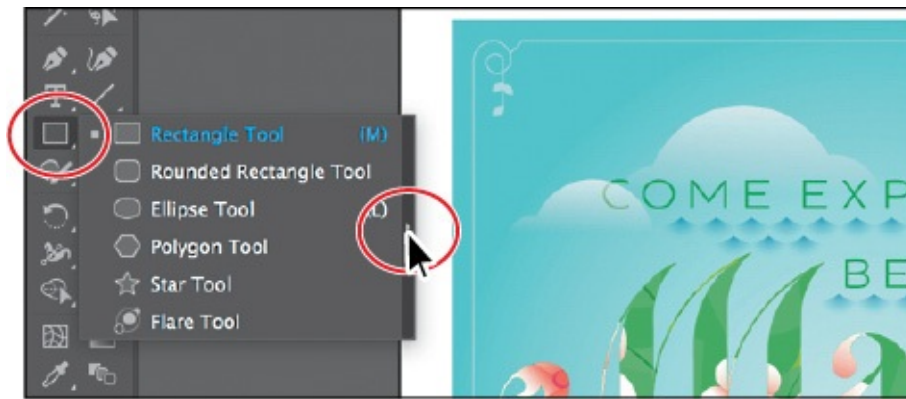 Rectangle Tool (M)
Rounded Rectangle Tool
Ellipse Tool (L)
Polygon Tool
Star Tool
Flare Tool
COME EXP
BE